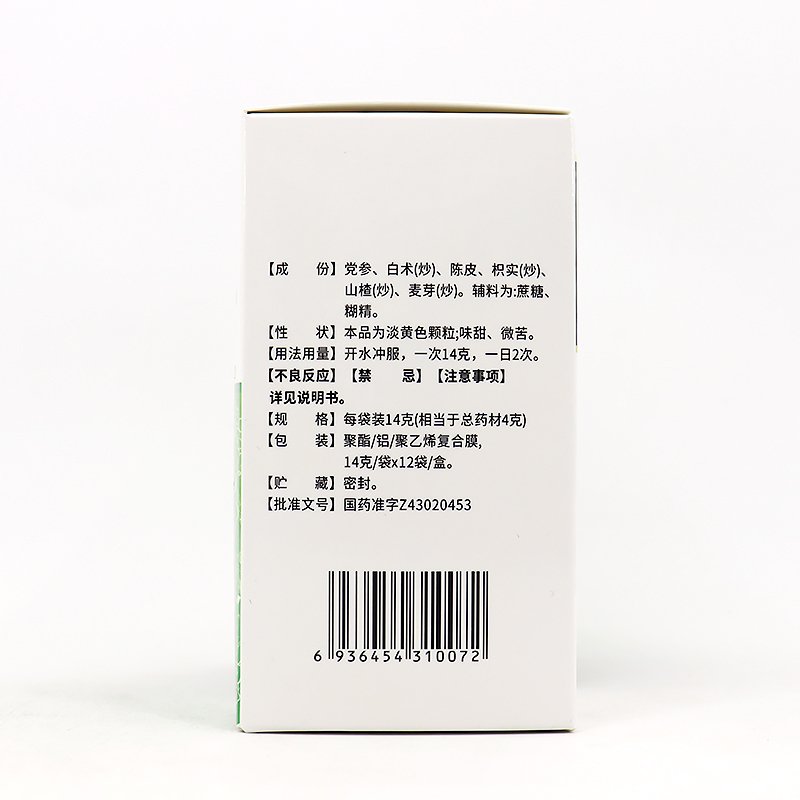 【成 份】党参、白术(炒)、陈皮、枳实(炒)、
山楂(炒)、麦芽(炒)。辅料为:蔗糖、
糊精。
【性 状】本品为淡黄色颗粒;味甜、微苦。
【用法用量】开水冲服，一次14克，一日2次。
【不良反应】【禁 忌】【注意事项】
详见说明书。
【规 格】每袋装14克(相当于总药材4克)
【包 装】聚酯/铝/聚乙烯复合膜,
14克/袋x12袋/盒。
【贮 藏】密封。
【批准文号】国药准字Z43020453
6 936454 310072